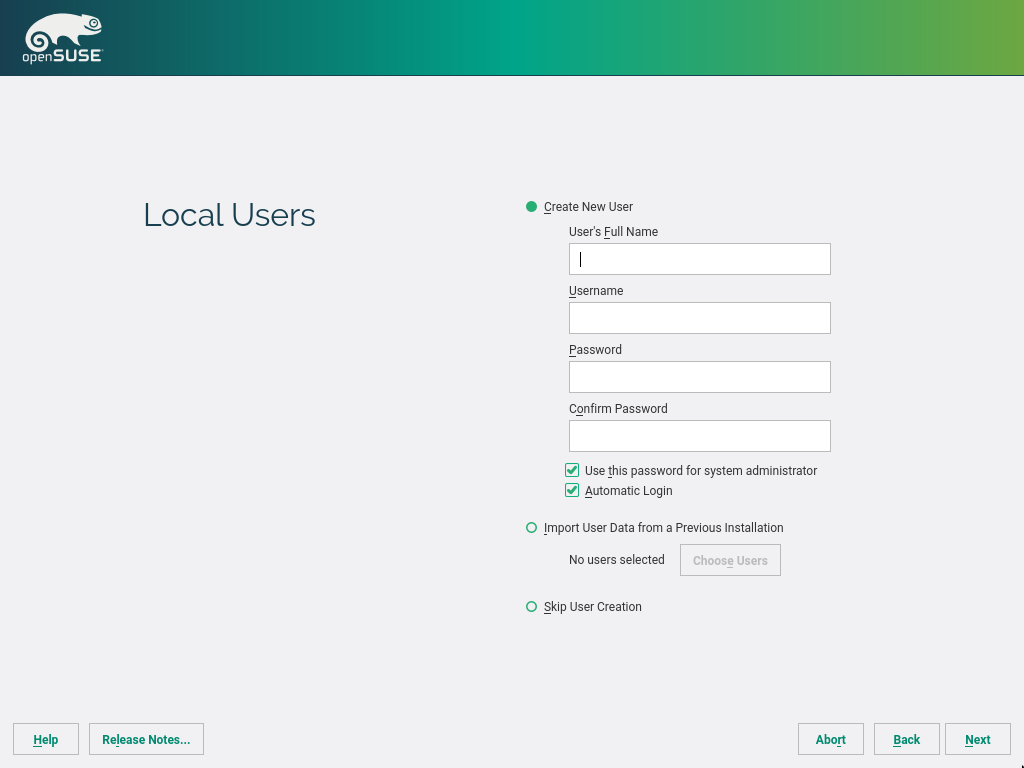 openSUSE
Local Users
Create New User
User's Full Name
Username
Password
Confirm Password
Use this password for system administrator
Automatic Login
Import User Data from a Previous Installation
No users selected
Choose Users
Skip User Creation
Help
Release Notes...
Abort
Back
Next